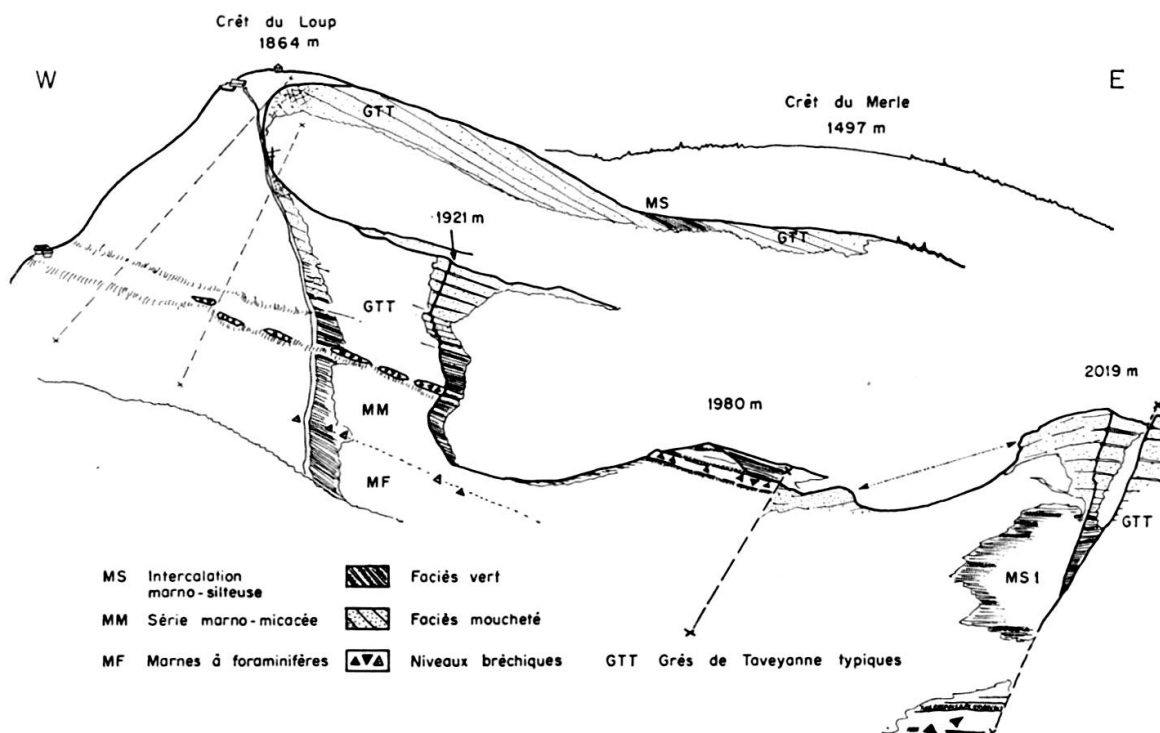 Crêt du Loup
1864 m
W
E
Crêt du Merle
1497 m
GTT
MS
GTT
1921 m
GTT
2019 m
1980 m
MM
MF
GTT
MS 1
MS Intercalation marno-silteuse
Faciès vert
MM Série marno-micacée
Faciès moucheté
MF Marnes à foraminifères
Niveaux bréchiques
GTT Grès de Taveyanne typiques